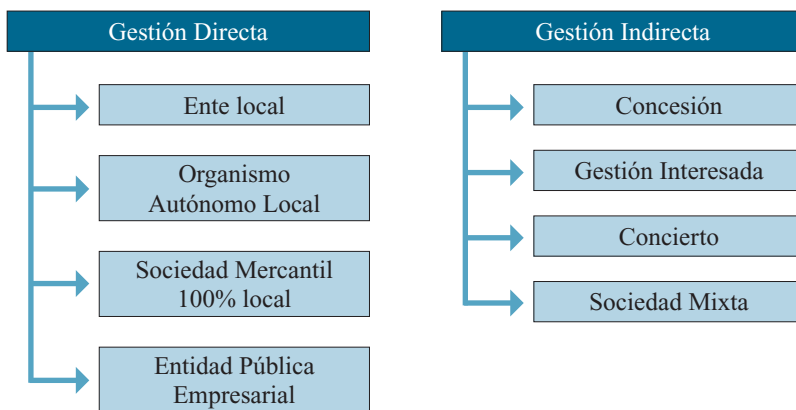 Gestión Directa
Ente local
Organismo
Autónomo Local
Sociedad Mercantil
100% local
Entidad Pública
Empresarial
Gestión Indirecta
Concesión
Gestión Interesada
Concierto
Sociedad Mixta